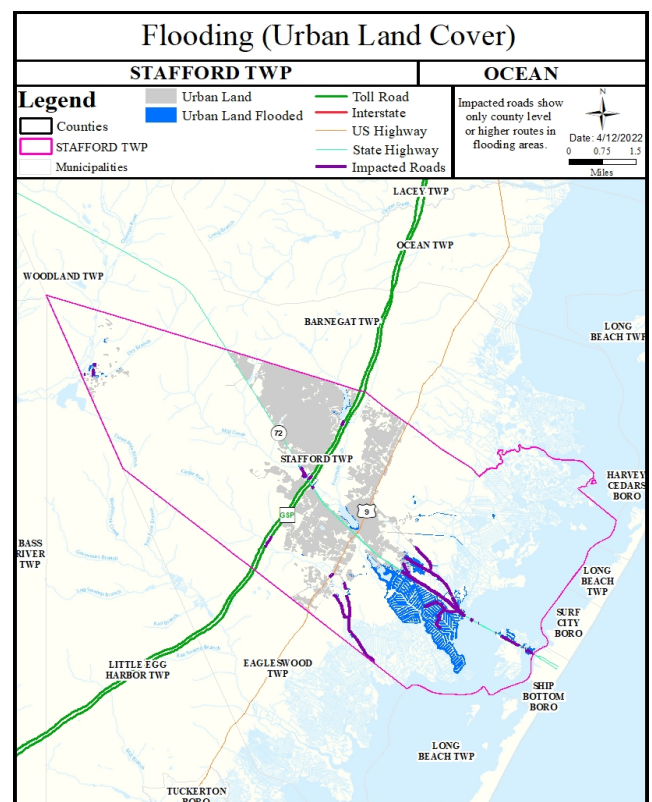 Flooding (Urban Land Cover)
STAFFORD TWP
OCEAN
Legend
Counties
STAFFORD TWP
Municipalities
Urban Land
Urban Land Flooded
Toll Road
Interstate
US Highway
State Highway
Impacted Roads
Impacted roads show
only county level
or higher routes in
flooding areas.
N
Date: 4/12/2022
0 0.75 1.5
Miles
LACEY TWP
OCEAN TWP
WOODLAND TWP
BARNEGAT TWP
LONG
BEACH TWP
72
STAFFORD TWP
HARVEY
CEDARS
BORO
GSP
9
BASS
RIVER
TWP
LONG
BEACH
TWP
SURF
CITY
BORO
LITTLE EGG
HARBOR TWP
EAGLESWOOD
TWP
SHIP
BOTTOM
BORO
LONG
BEACH TWP
TUCKERTON
BORO